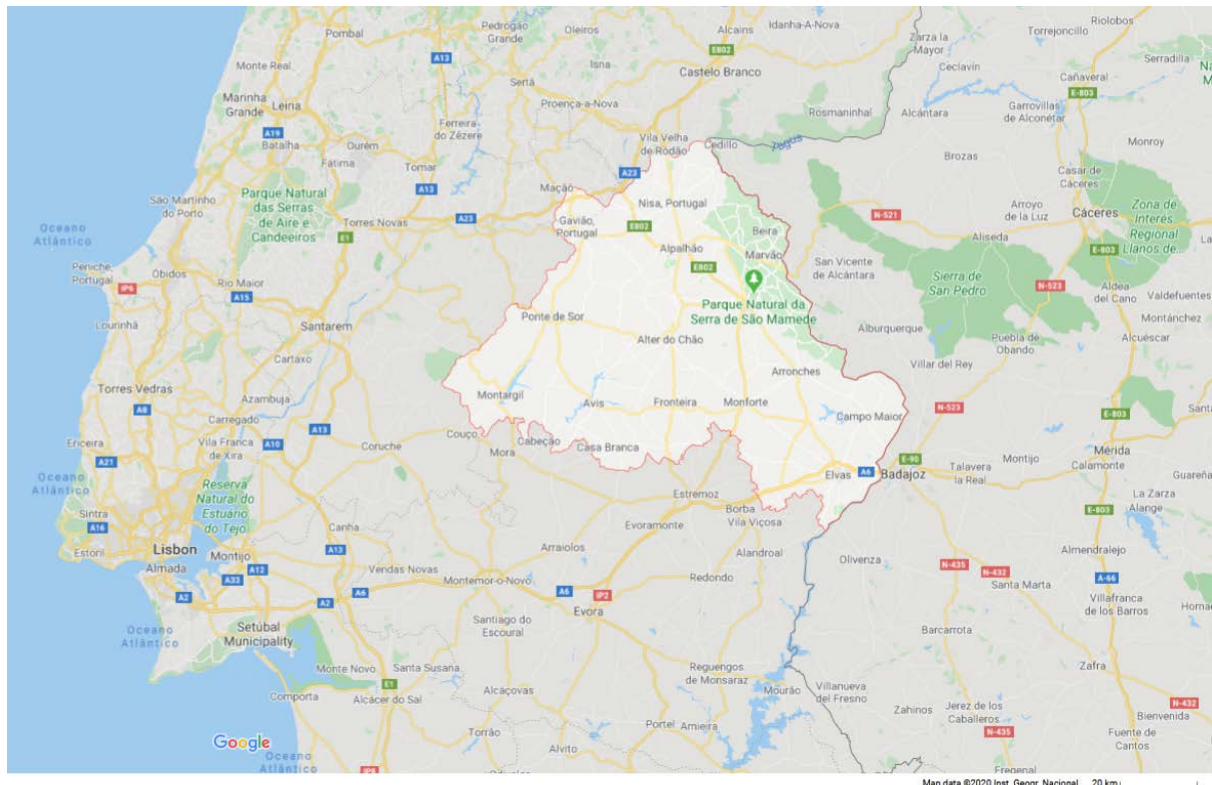 Pombal
Pedrogão
Grande
Oleiros
Alcains
Idanha-A-Nova
Zarza la
Mayor
Torrejoncillo
Riolobos
Monte Real
A13
Isna
E802
Castelo Branco
Ceclavín
Serradilla
Sertã
Cañaveral
E-803
Marinha
Grande
Leiria
Proença-a-Nova
Rosmaninhal
Alcántara
Garrovillas
de Alconétar
A19
Batalha
Ourém
Ferreira
do Zêzere
Vila Velha
de Ródão
Cedillo
Tagus
Monroy
Fatima
Tomar
A23
Brozas
Casar de
Cáceres
São Martinho
do Porto
Parque Natural
das Serras
de Aire e
Candeeiros
A13
Mação
Nisa, Portugal
Arroyo
de la Luz
Cáceres
Zona de
Interés
Regional
Llanos de...
Torres Novas
A23
Gavião,
Portugal
E802
Beira
N-521
Oceano
Atlântico
E1
Alpalhão
Marvão
Aliseda
E-803
Peniche,
Portugal
Óbidos
Rio Maior
E802
San Vicente
de Alcántara
Sierra de
San Pedro
N-523
Aldea
del Cano
Valdefuentes
IP6
A15
Parque Natural da
Serra de São Mamede
Montánchez
Lourinhã
Santarem
Ponte de Sor
Alter do Chão
Alburquerque
Puebla de
Obando
Alcuéscar
Cartaxo
Villar del Rey
Torres Vedras
Azambuja
Montargil
Avis
Fronteira
Monforte
Arronches
N-523
A8
Carregado
A13
Campo Maior
E-803
Ericeira
Vila Franca
de Xira
A10
Coruche
Couço
Mora
Cabeção
Casa Branca
E-90
Montijo
Mérida
A21
Talavera
la Real
Calamonte
Guareña
Oceano
Atlântico
Reserva
Natural do
Estuário
do Tejo
Elvas
A6
Badajoz
La Zarza
Alange
Sintra
Estremoz
Borba
Vila Viçosa
E-803
A16
Canha
Evoramonte
Estoril
Lisbon
Montijo
A13
Arraiolos
Alandroal
Olivenza
Almendralejo
Almada
A12
Vendas Novas
N-435
N-432
A33
A2
A2
A6
Montemor-o-Novo
A6
IP2
Redondo
Santa Marta
A-66
Evora
Villafranca
de los Barros
Oceano
Atlântico
Setúbal
Municipality
Santiago do
Escoural
Barcarrota
Monte Novo
Santa Susana
Reguengos
de Monsaraz
Zafra
Comporta
E1
Alcácer do Sal
Alcáçovas
Mourão
Villanueva
del Fresno
Zahinos
Jerez de los
Caballeros
N-432
Bienvenida
Torrão
Portel
Amieira
N-435
Fuente de
Cantos
Google
Oceano
Atlântico
Alvito
Fregenal
Map data ©2020 Inst. Geogr. Nacional 20 km